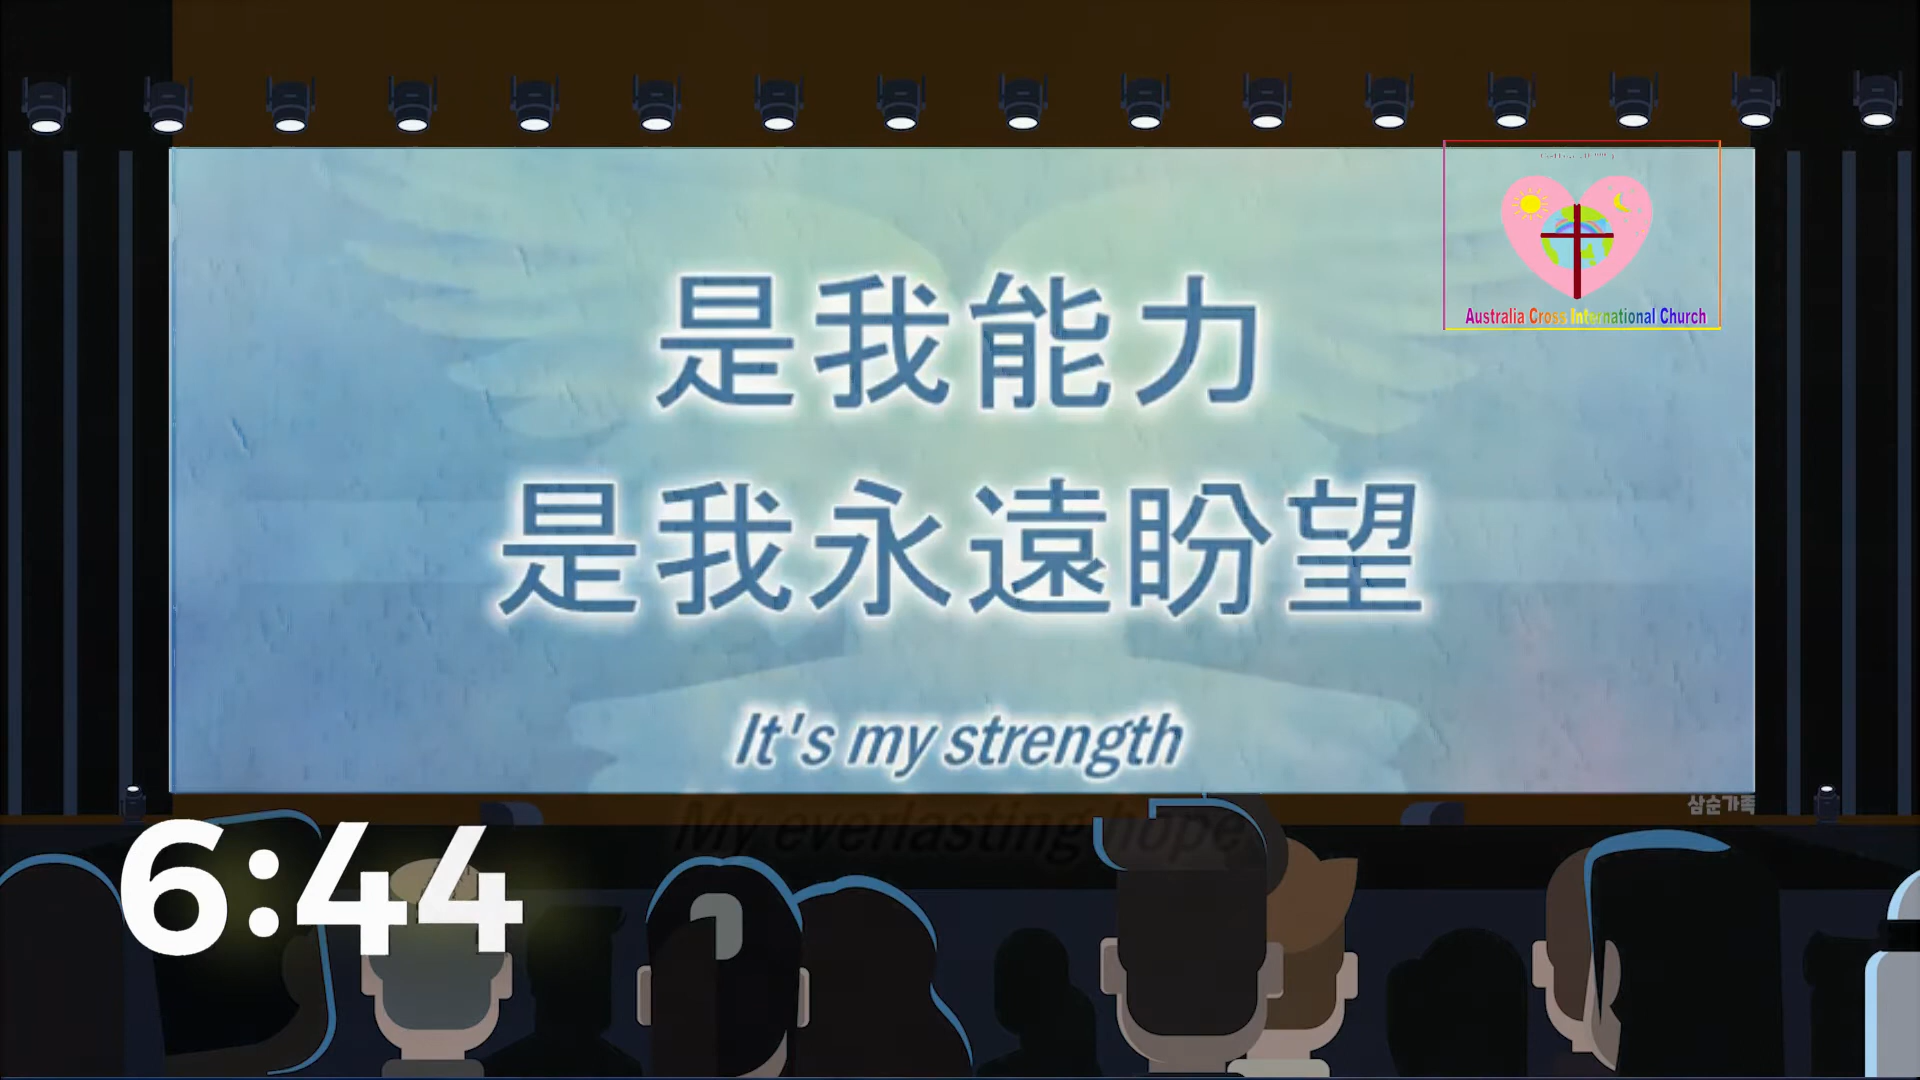 是我能力
是我永遠盼望
It's my strength
My everlasting hope
Australia Cross International Church
삼순가족
6:44